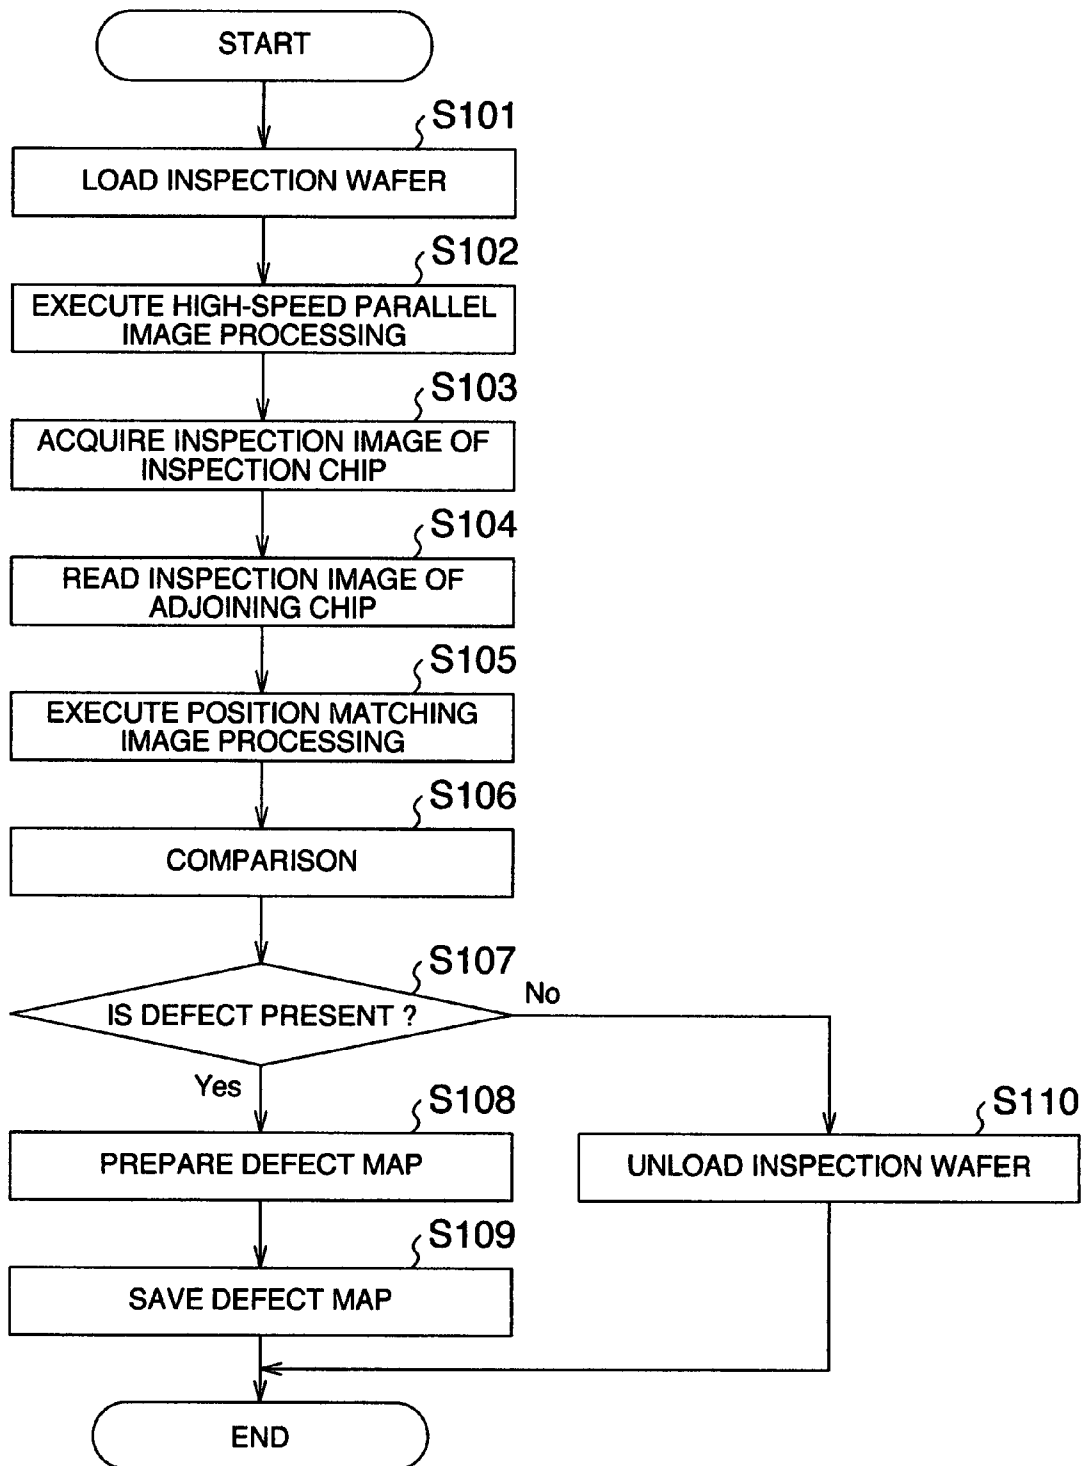 START
S101
LOAD INSPECTION WAFER
S102
EXECUTE HIGH-SPEED PARALLEL
IMAGE PROCESSING
S103
ACQUIRE INSPECTION IMAGE OF
INSPECTION CHIP
S104
READ INSPECTION IMAGE OF
ADJOINING CHIP
S105
EXECUTE POSITION MATCHING
IMAGE PROCESSING
S106
COMPARISON
S107
IS DEFECT PRESENT ?
No
Yes
S108
PREPARE DEFECT MAP
S110
UNLOAD INSPECTION WAFER
S109
SAVE DEFECT MAP
END